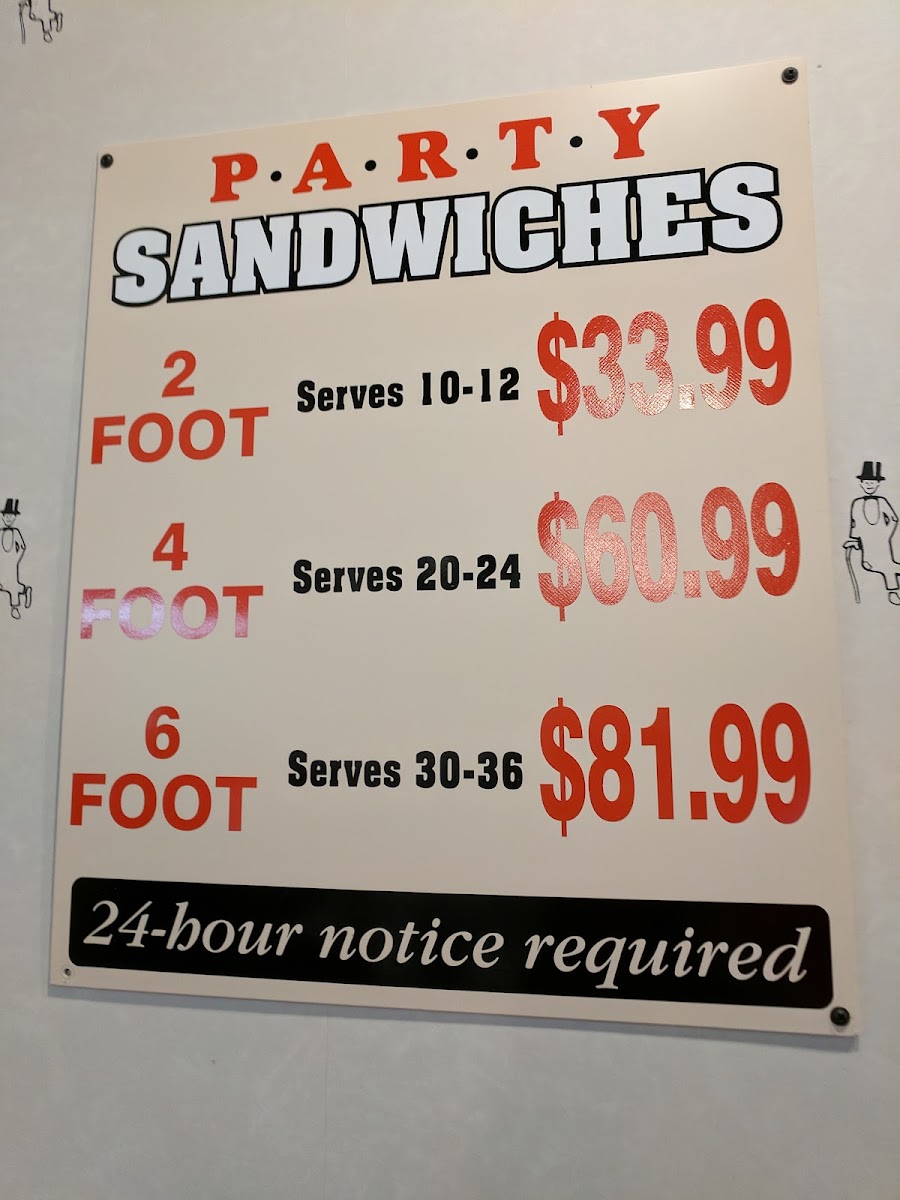 P·A·R·T·Y
SANDWICHES
2 FOOT Serves 10-12 $33.99
4 FOOT Serves 20-24 $60.99
6 FOOT Serves 30-36 $81.99
24-hour notice required